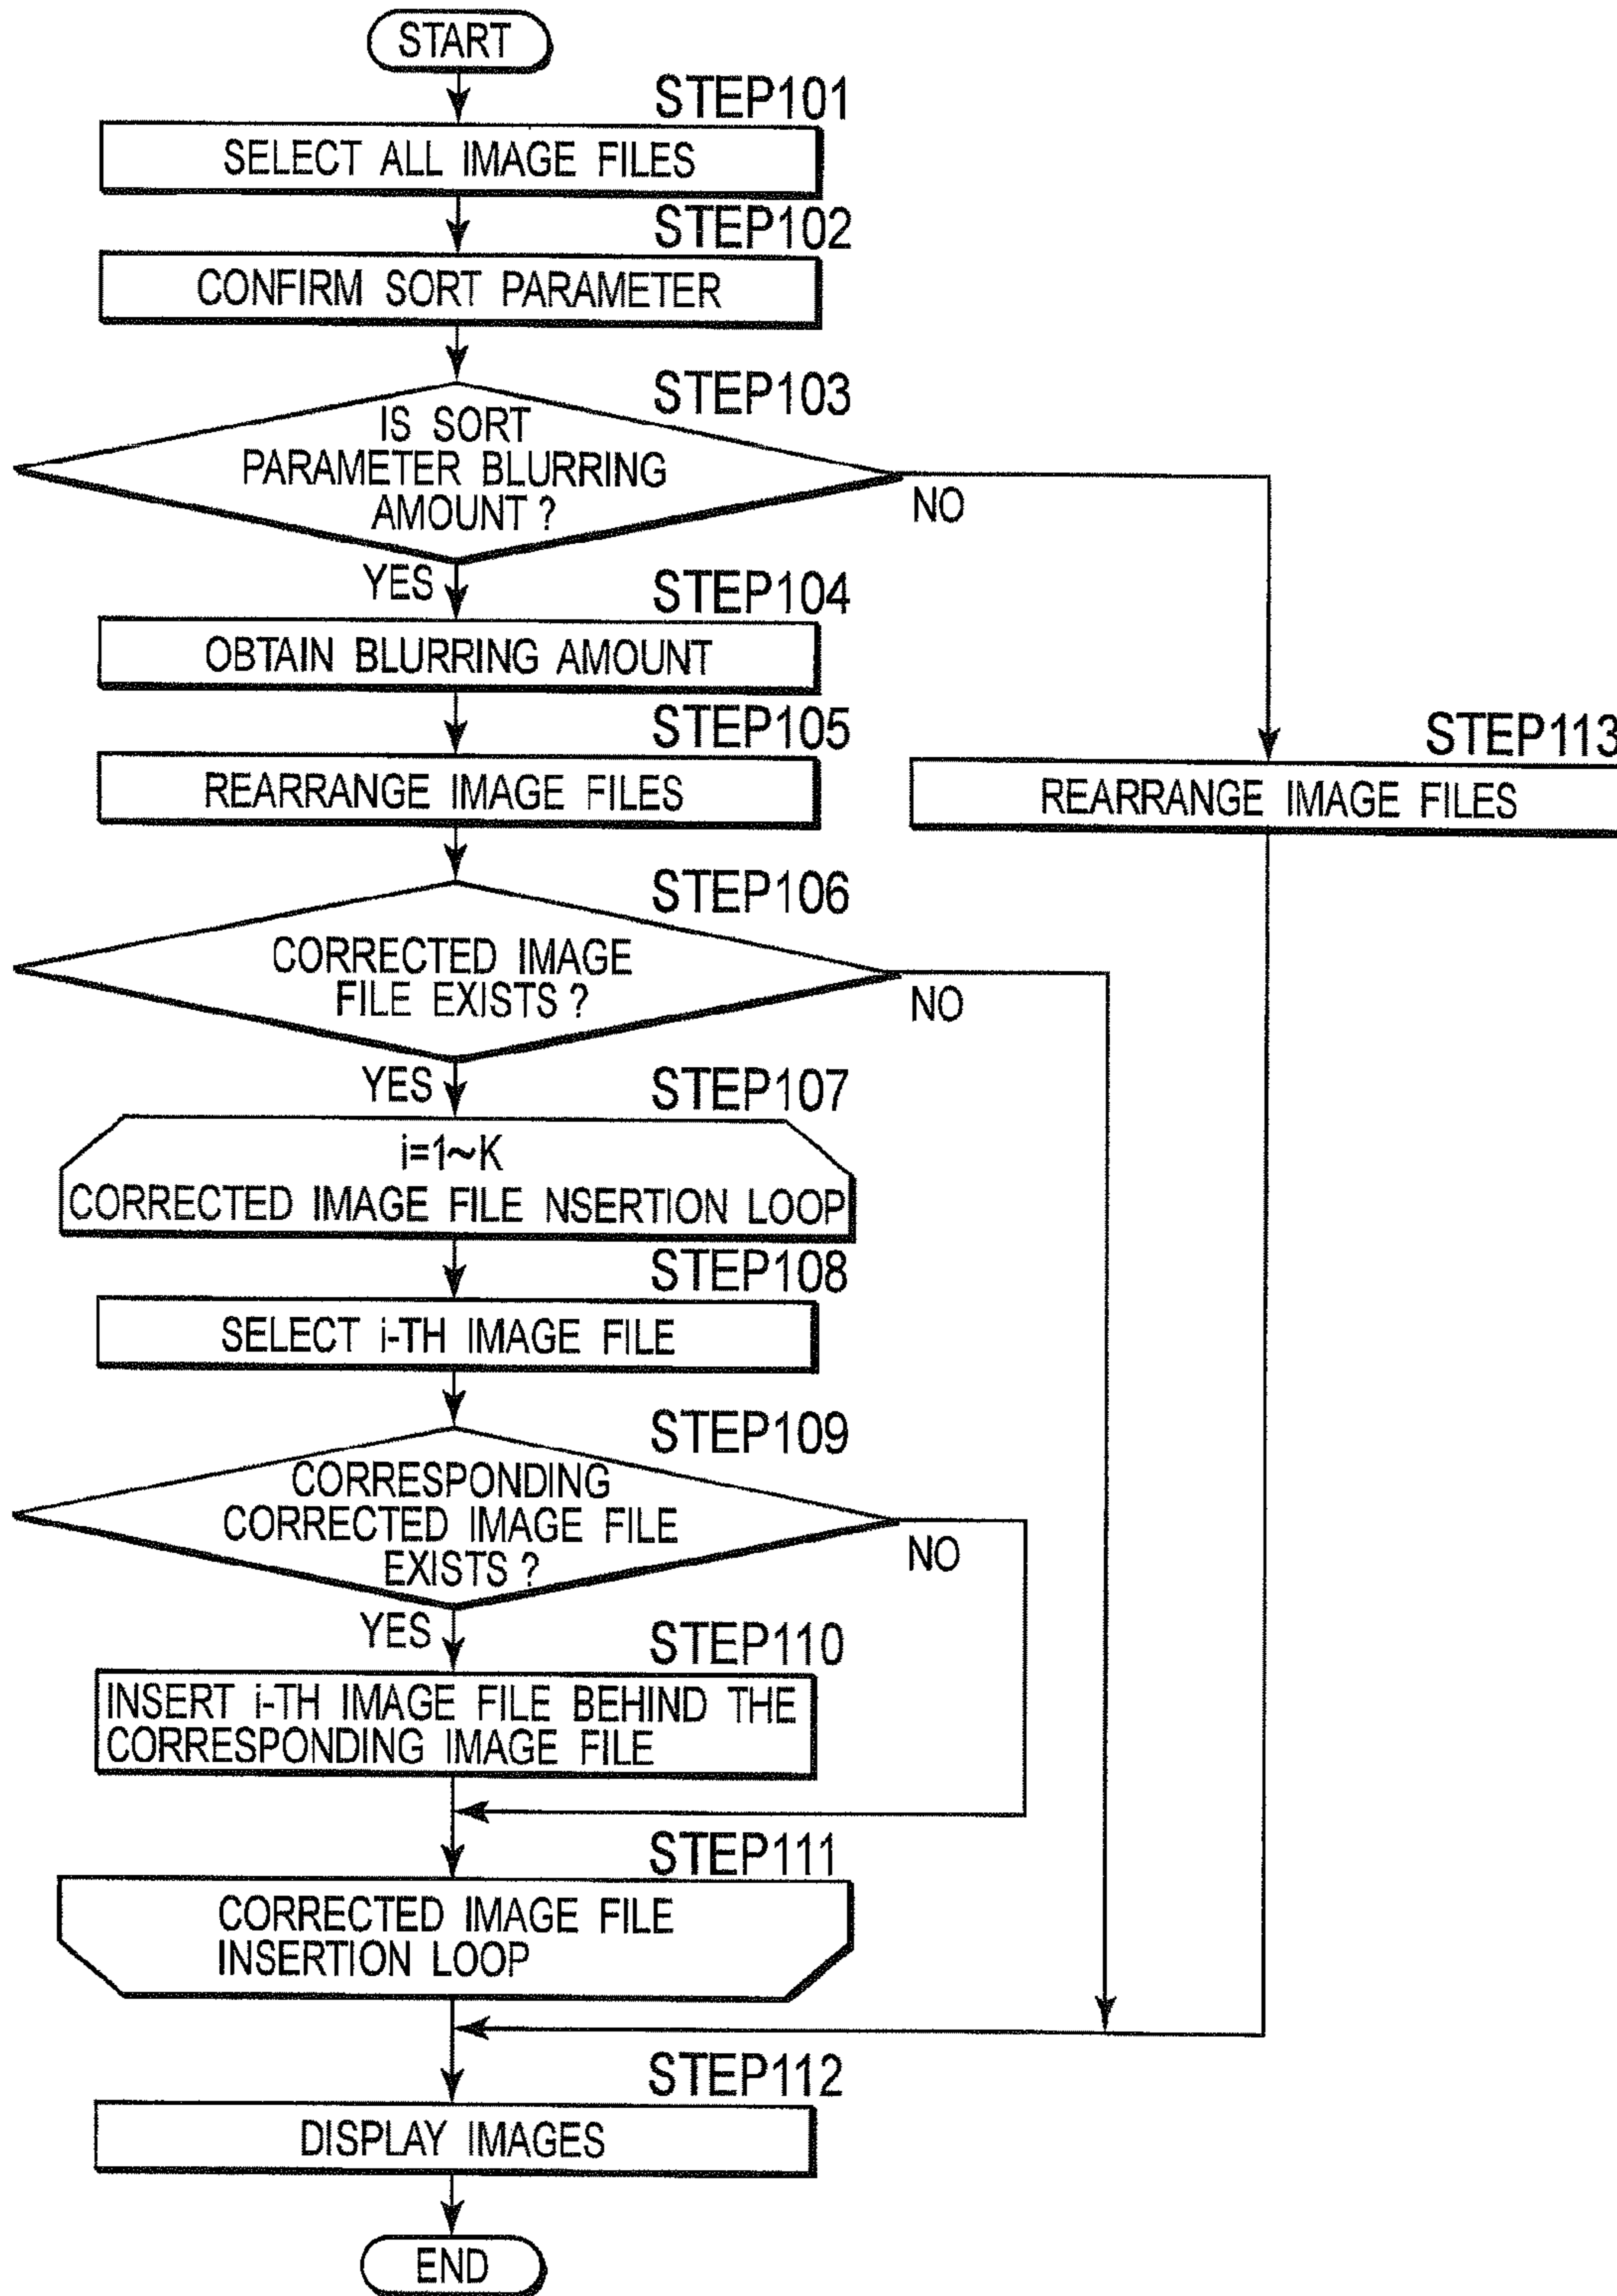 START
STEP101
SELECT ALL IMAGE FILES
STEP102
CONFIRM SORT PARAMETER
STEP103
IS SORT
PARAMETER BLURRING
AMOUNT?
NO
YES
STEP104
OBTAIN BLURRING AMOUNT
STEP105
REARRANGE IMAGE FILES
STEP113
REARRANGE IMAGE FILES
STEP106
CORRECTED IMAGE
FILE EXISTS?
NO
YES
STEP107
i=1~K
CORRECTED IMAGE FILE NSERTION LOOP
STEP108
SELECT i-TH IMAGE FILE
STEP109
CORRESPONDING
CORRECTED IMAGE FILE
EXISTS?
NO
YES
STEP110
INSERT i-TH IMAGE FILE BEHIND THE
CORRESPONDING IMAGE FILE
STEP111
CORRECTED IMAGE FILE
INSERTION LOOP
STEP112
DISPLAY IMAGES
END